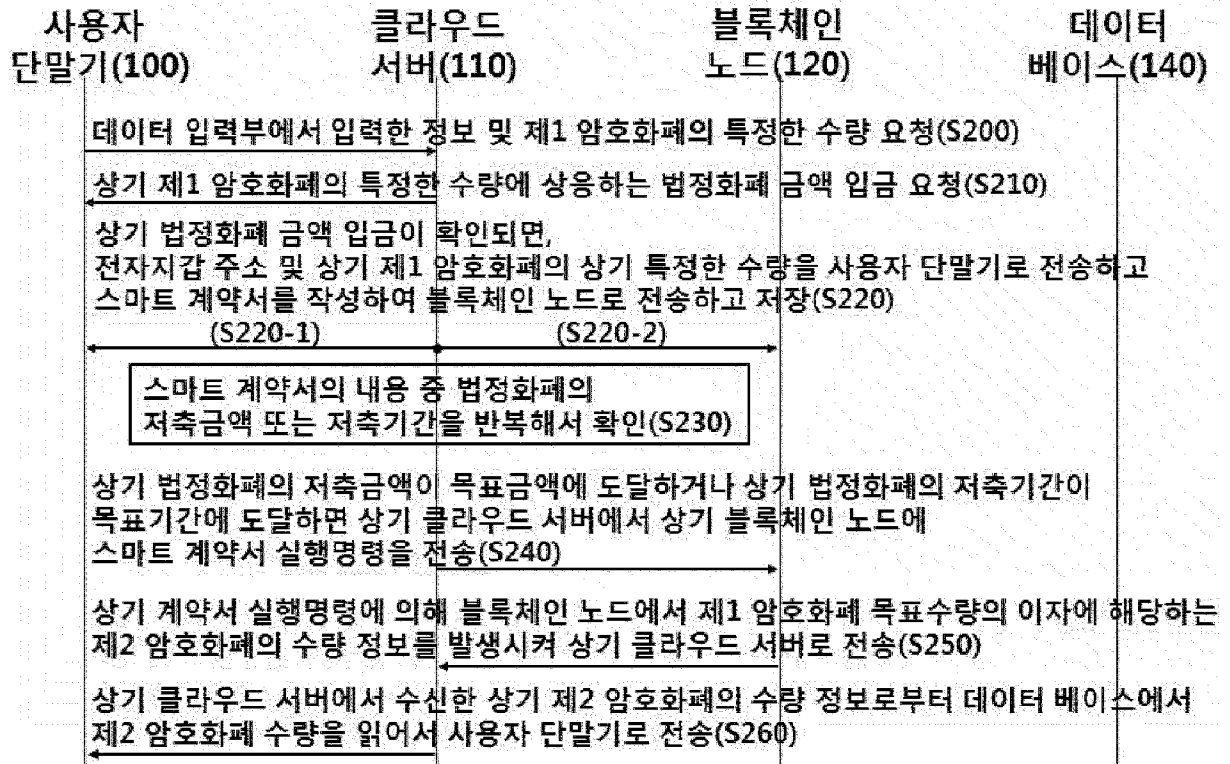 사용자 클라우드 블록체인 데이터
단말기(100) 서버(110) 노드(120) 베이스(140)
데이터 입력부에서 입력한 정보 및 제1 암호화폐의 특정한 수량 요청(S200)
상기 제1 암호화폐의 특정한 수량에 상응하는 법정화폐 금액 입금 요청(S210)
상기 법정화폐 금액 입금이 확인되면,
전자지갑 주소 및 상기 제1 암호화폐의 상기 특정한 수량을 사용자 단말기로 전송하고
스마트 계약서를 작성하여 블록체인 노드로 전송하고 저장(S220)
(S220-1) (S220-2)
스마트 계약서의 내용 중 법정화폐의
저축금액 또는 저축기간을 반복해서 확인(S230)
상기 법정화폐의 저축금액이 목표금액에 도달하거나 상기 법정화폐의 저축기간이
목표기간에 도달하면 상기 클라우드 서버에서 상기 블록체인 노드에
스마트 계약서 실행명령을 전송(S240)
상기 계약서 실행명령에 의해 블록체인 노드에서 제1 암호화폐 목표수량의 이자에 해당하는
제2 암호화폐의 수량 정보를 발생시켜 상기 클라우드 서버로 전송(S250)
상기 클라우드 서버에서 수신한 상기 제2 암호화폐의 수량 정보로부터 데이터 베이스에서
제2 암호화폐 수량을 읽어서 사용자 단말기로 전송(S260)